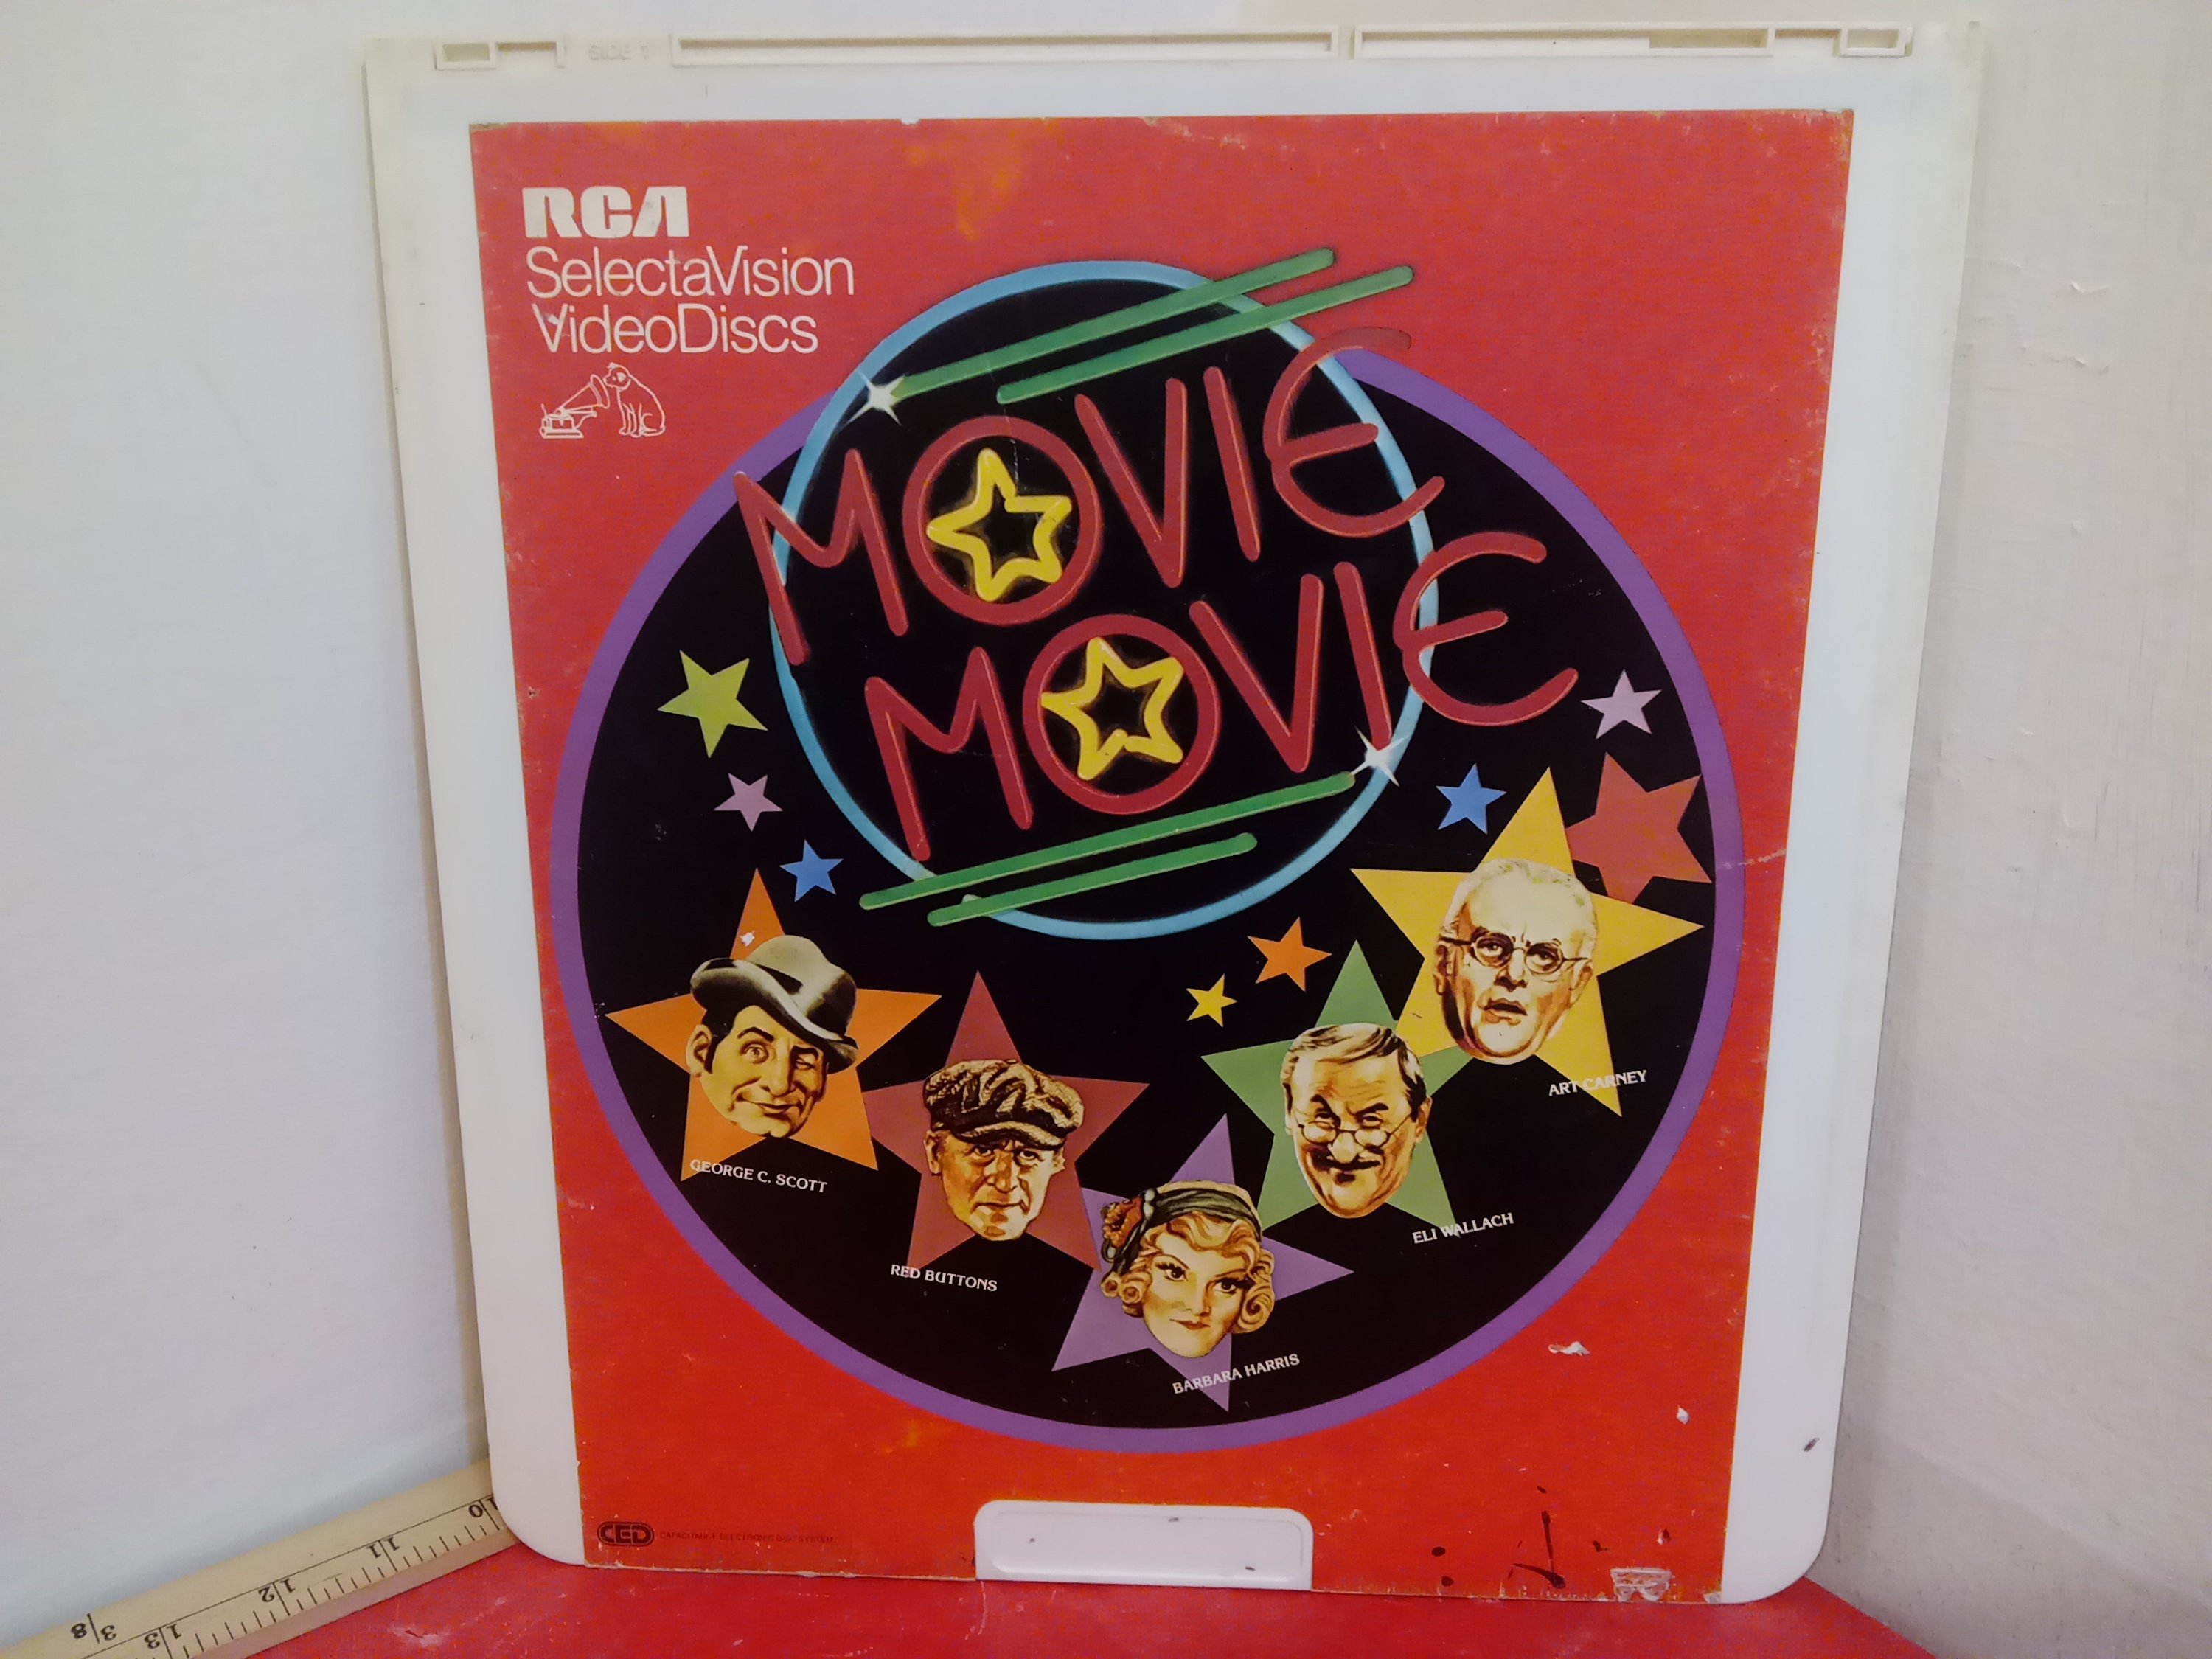 SIDE 1
RCA
SelectaVision
VideoDiscs
MOVIE
MOVIE
GEORGE C. SCOTT
RED BUTTONS
BARBARA HARRIS
ELI WALLACH
ART CARNEY
CED CAPACITANCE ELECTRONIC DISC SYSTEM
10
11
12
13
3/8